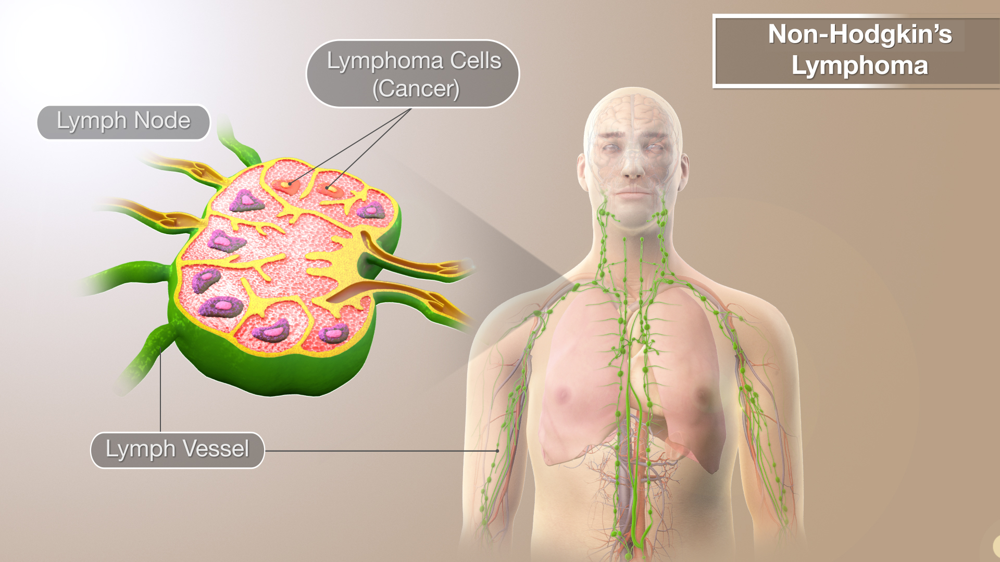 Non-Hodgkin’s
Lymphoma
Lymphoma Cells
(Cancer)
Lymph Node
Lymph Vessel